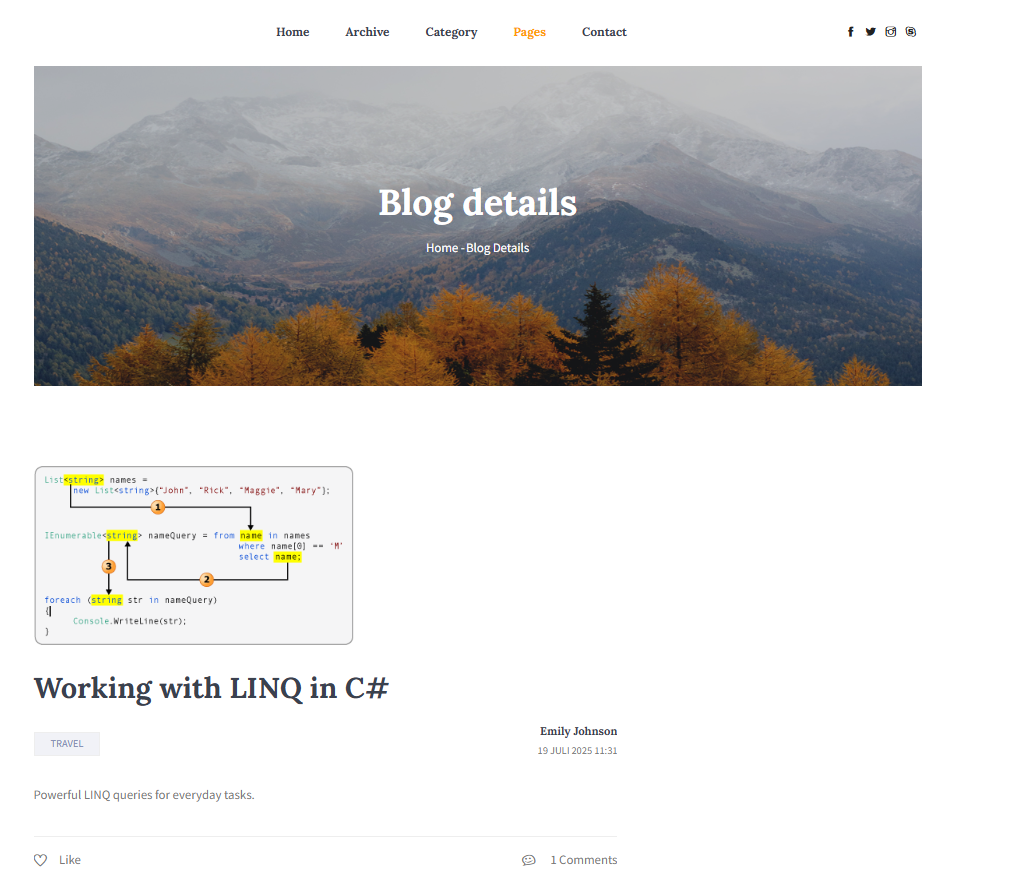 Home Archive Category Pages Contact
Blog details
Home - Blog Details
List<string> names =
new List<string>{"John", "Rick", "Maggie", "Mary"};
1
IEnumerable<string> nameQuery = from name in names
where name[0] == 'M'
select name;
3
2
foreach (string str in nameQuery)
{
Console.WriteLine(str);
}
Working with LINQ in C#
Emily Johnson
TRAVEL
19 JULI 2025 11:31
Powerful LINQ queries for everyday tasks.
Like 1 Comments